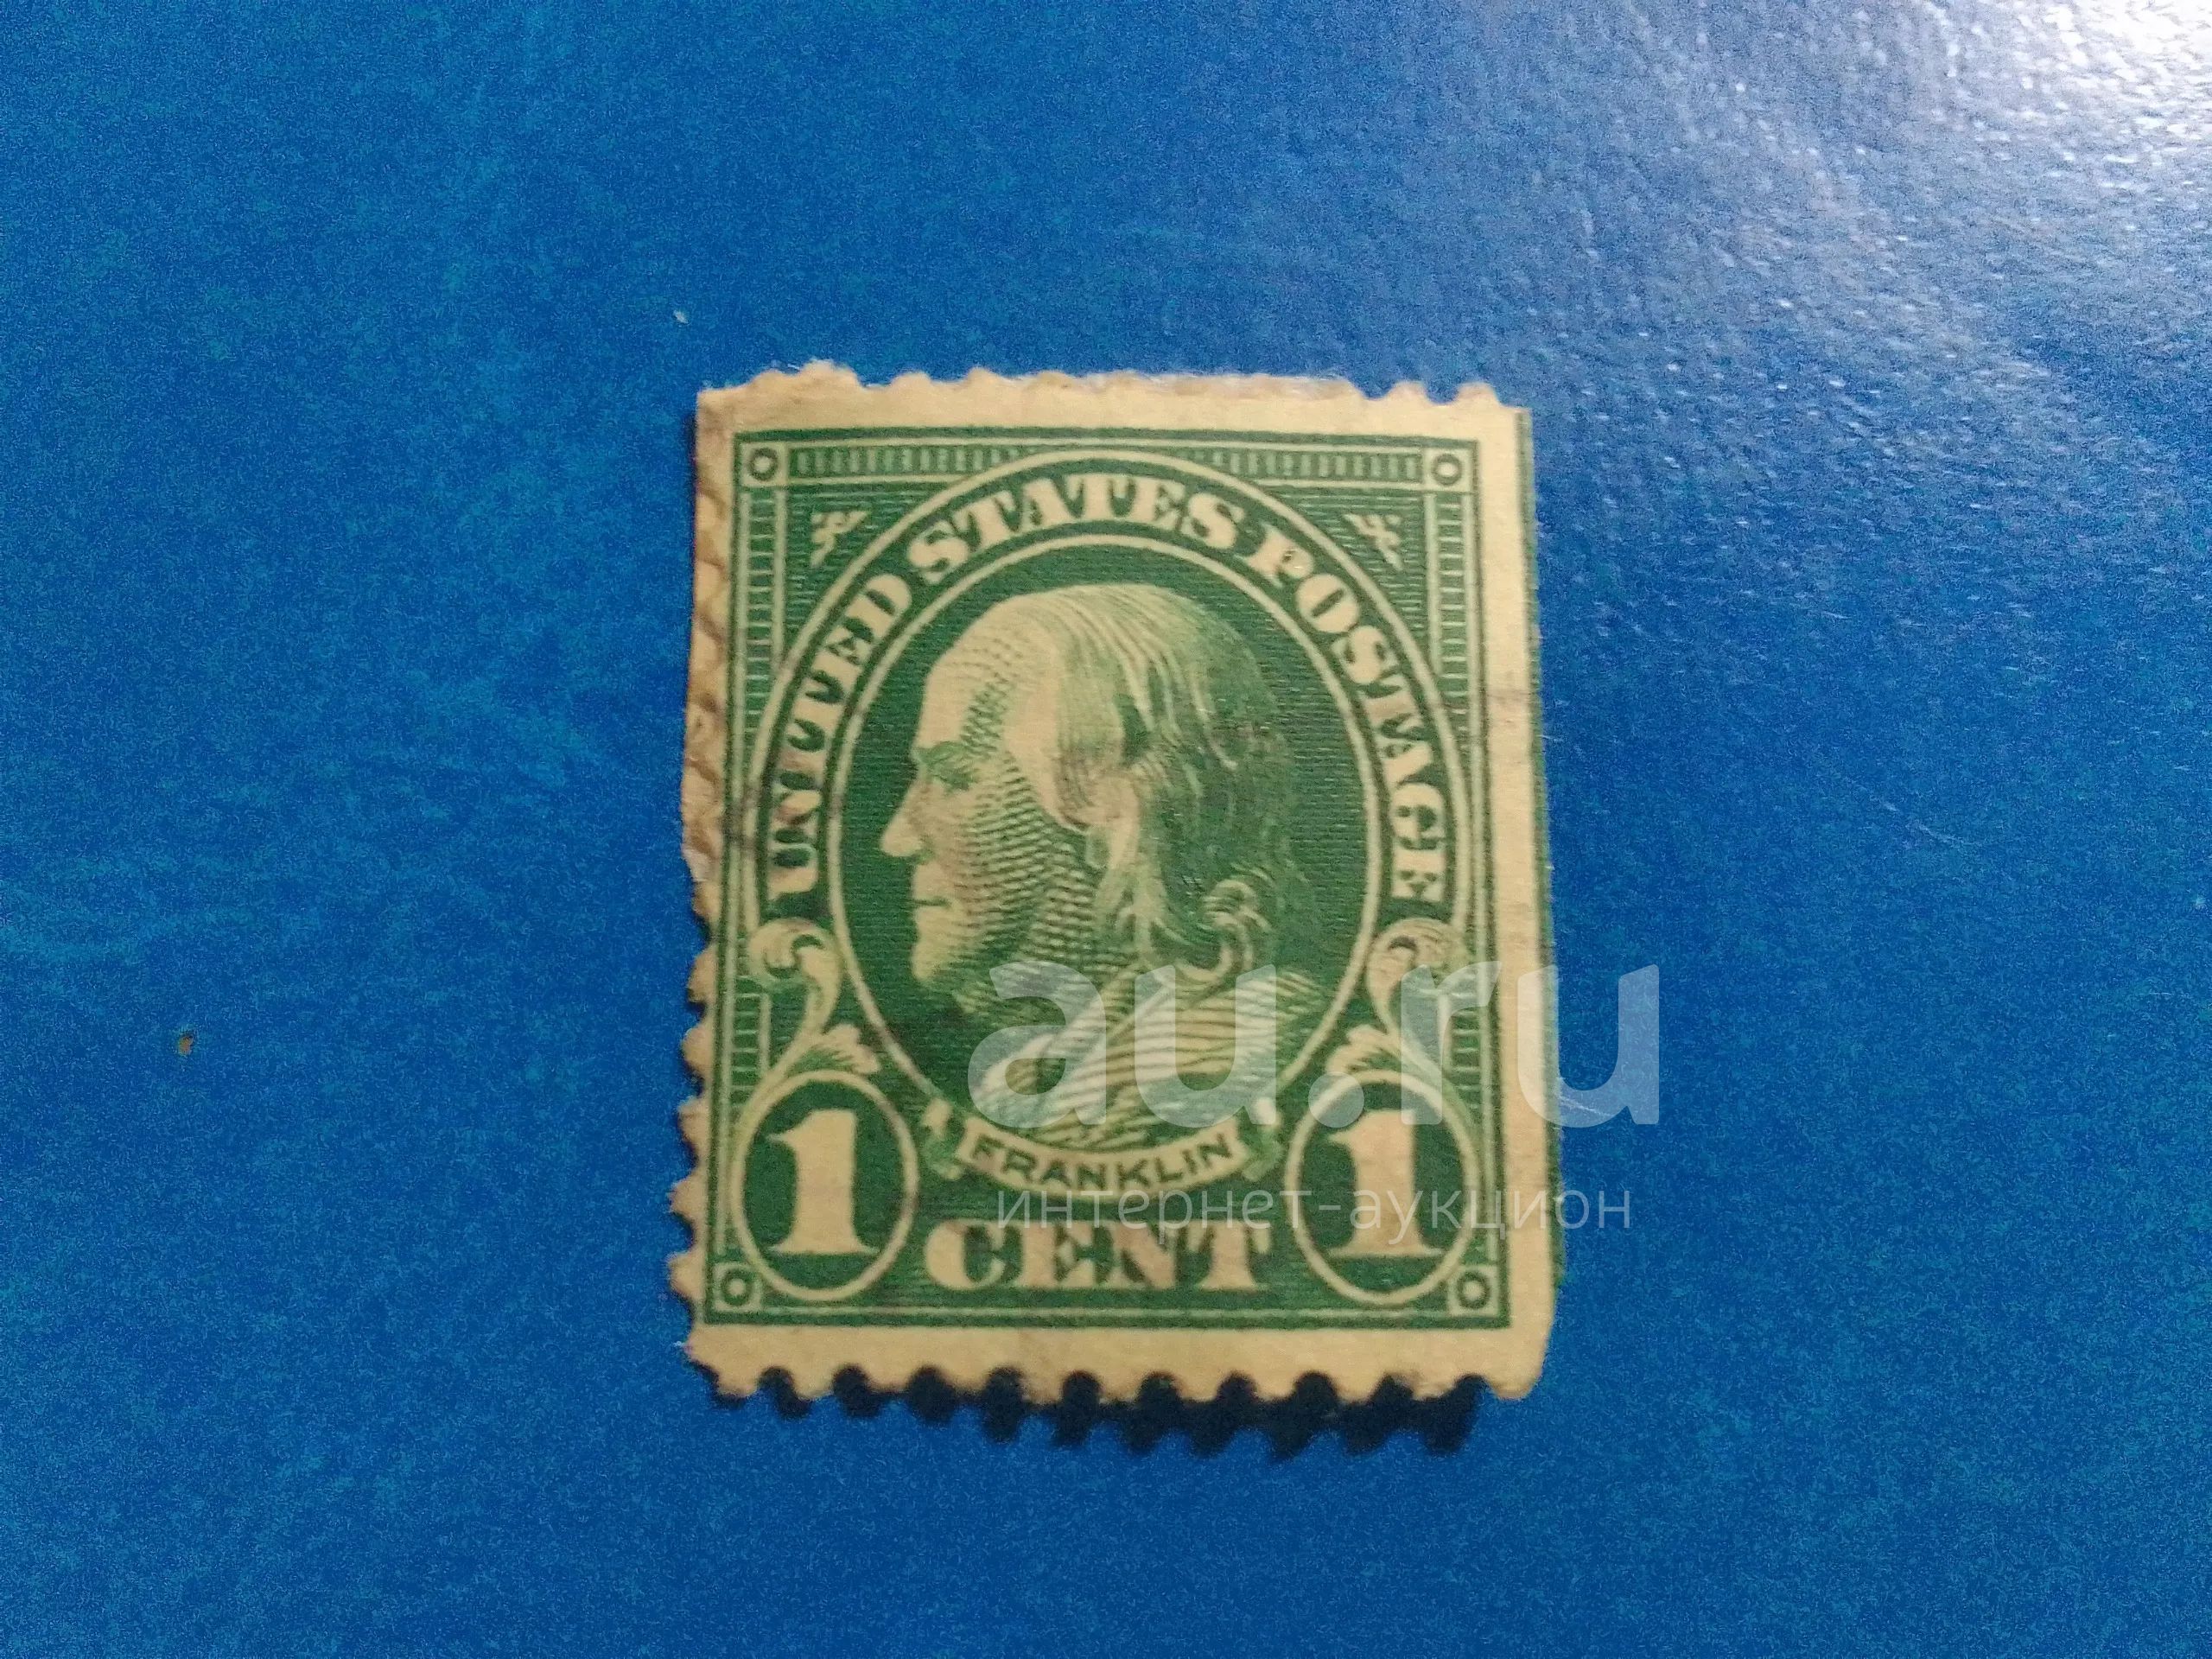 UNITED STATES POSTAGE
FRANKLIN
1 CENT 1
au.ru
интернет-аукцион